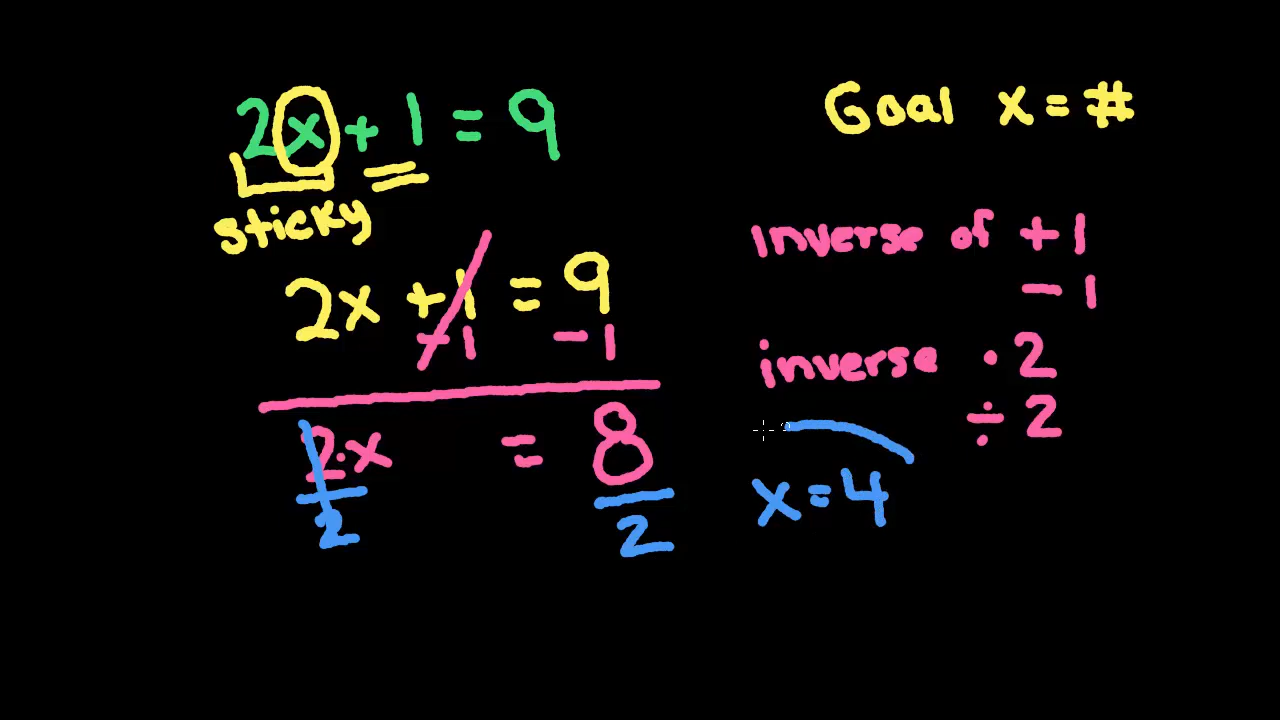 2x + 1 = 9
sticky
2x + 1 = 9
- 1 - 1
2·x = 8
2 2
Goal x = #
inverse of + 1
- 1
inverse · 2
÷ 2
x = 4